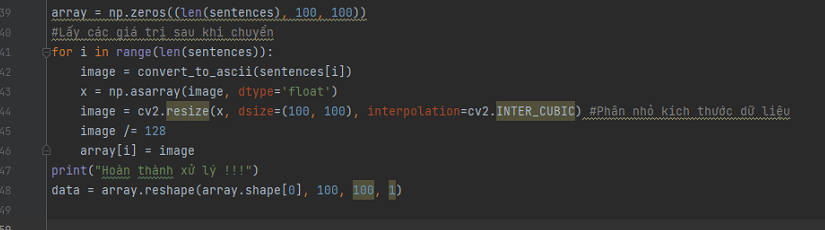 39 array = np.zeros((len(sentences), 100, 100))
40 #Lấy các giá trị sau khi chuyển
41 for i in range(len(sentences)):
42 image = convert_to_ascii(sentences[i])
43 x = np.asarray(image, dtype='float')
44 image = cv2.resize(x, dsize=(100, 100), interpolation=cv2.INTER_CUBIC) #Phân nhỏ kích thước dữ liệu
45 image /= 128
46 array[i] = image
47 print("Hoàn thành xử lý !!!")
48 data = array.reshape(array.shape[0], 100, 100, 1)
49
50